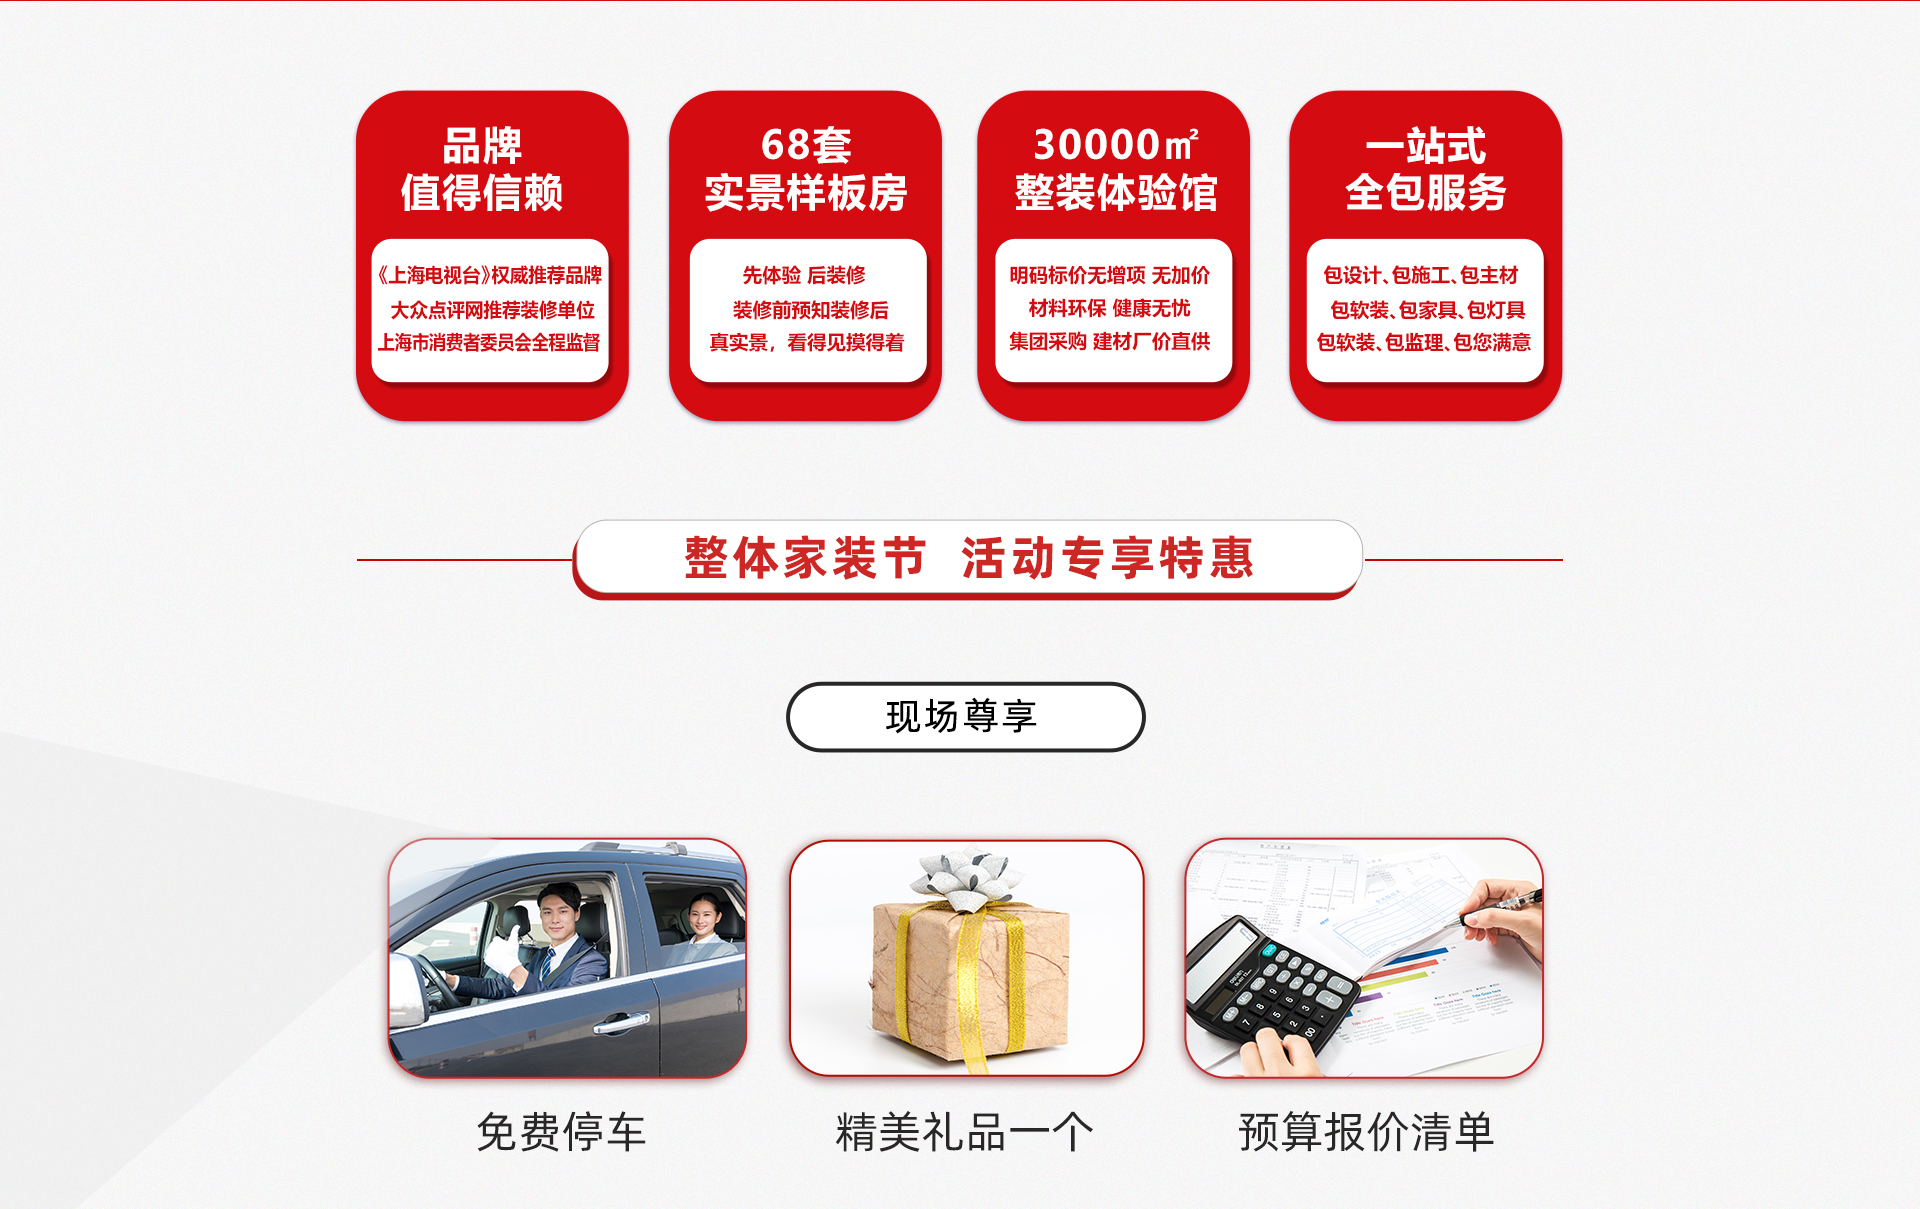 品牌
值得信赖
《上海电视台》权威推荐品牌
大众点评网推荐装修单位
上海市消费者委员会全程监督
68套
实景样板房
先体验 后装修
装修前预知装修后
真实景，看得见摸得着
30000㎡
整装体验馆
明码标价无增项 无加价
材料环保 健康无忧
集团采购 建材厂价直供
一站式
全包服务
包设计、包施工、包主材
包软装、包家具、包灯具
包软装、包监理、包您满意
整体家装节 活动专享特惠
现场尊享
免费停车
精美礼品一个
预算报价清单